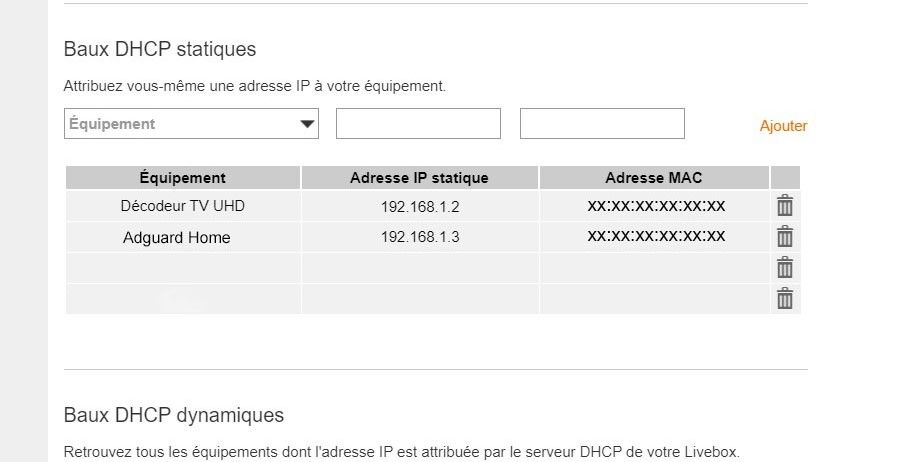 Baux DHCP statiques
Attribuez vous-même une adresse IP à votre équipement.
Équipement
Ajouter
Équipement Adresse IP statique Adresse MAC
Décodeur TV UHD 192.168.1.2 xx:xx:xx:xx:xx:xx
Adguard Home 192.168.1.3 xx:xx:xx:xx:xx:xx
Baux DHCP dynamiques
Retrouvez tous les équipements dont l'adresse IP est attribuée par le serveur DHCP de votre Livebox.